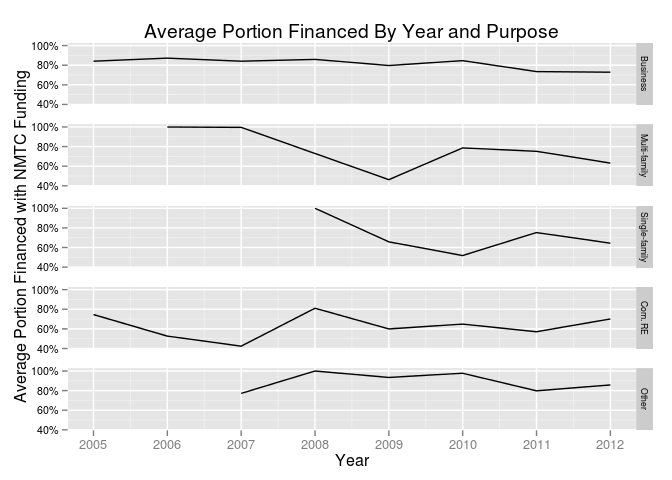 Average Portion Financed By Year and Purpose
Average Portion Financed with NMTC Funding
100%
80%
60%
40%
Business
100%
80%
60%
40%
Multi-family
100%
80%
60%
40%
Single-family
100%
80%
60%
40%
Com. RE
100%
80%
60%
40%
Other
2005 2006 2007 2008 2009 2010 2011 2012
Year